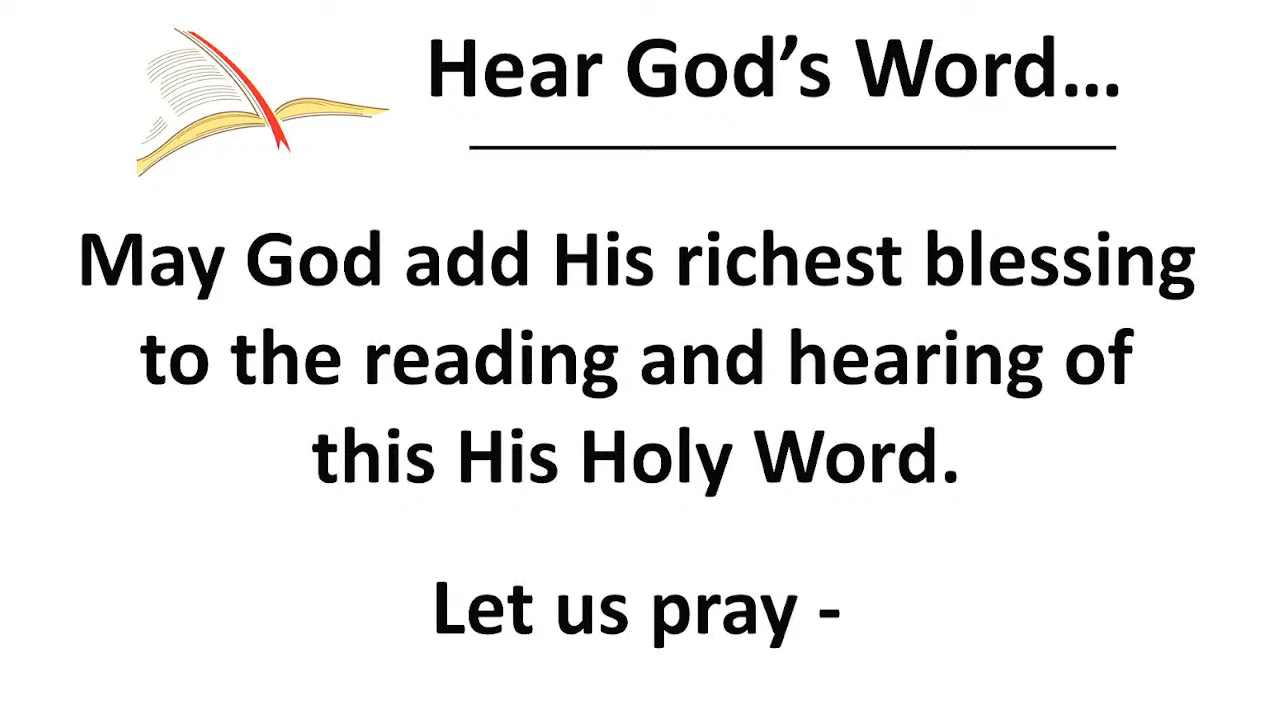 Hear God’s Word…
May God add His richest blessing
to the reading and hearing of
this His Holy Word.
Let us pray -